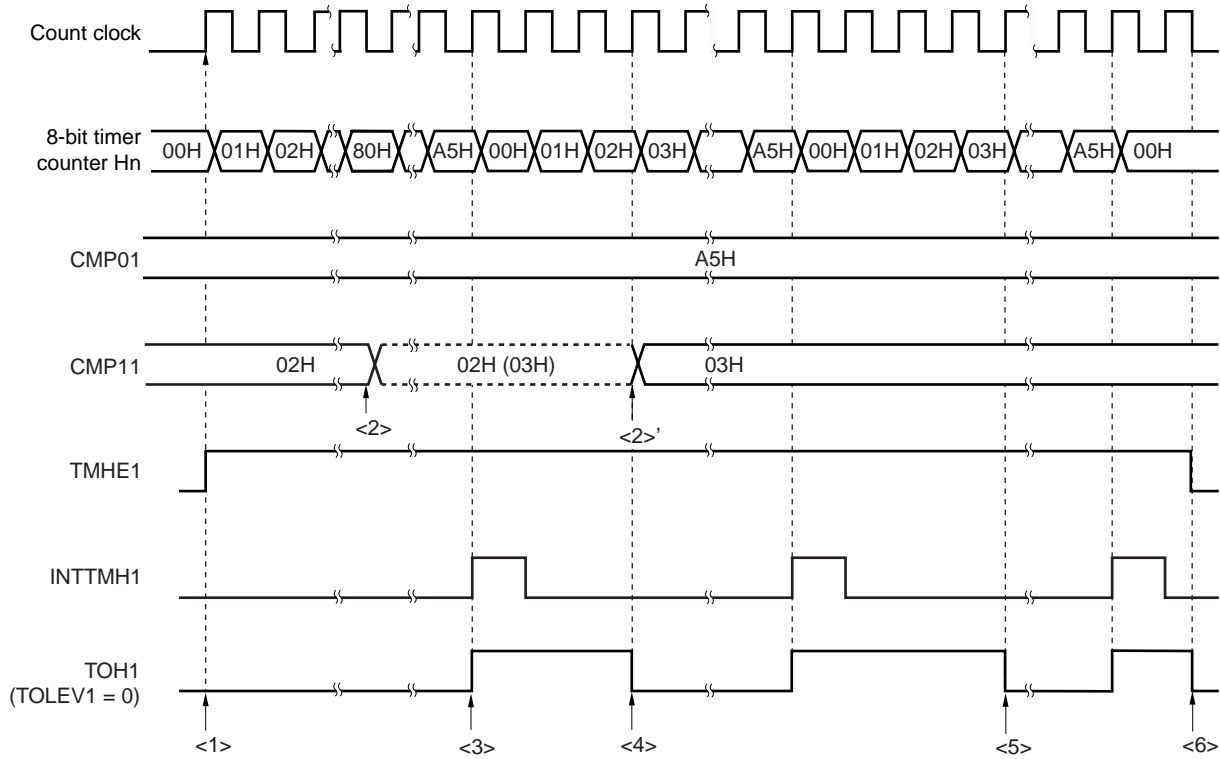 Count clock
8-bit timer
counter Hn
00H 01H 02H 80H A5H 00H 01H 02H 03H A5H 00H 01H 02H 03H A5H 00H
CMP01
A5H
CMP11
02H 02H (03H) 03H
<2> <2>’
TMHE1
INTTMH1
TOH1
(TOLEV1 = 0)
<1> <3> <4> <5> <6>